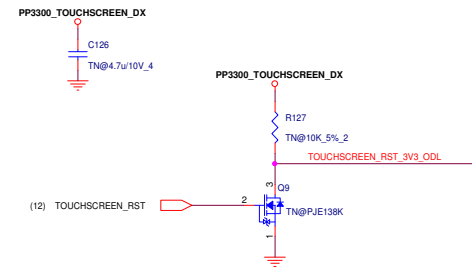 PP3300_TOUCHSCREEN_DX
C126
TN@4.7u/10V_4
PP3300_TOUCHSCREEN_DX
R127
TN@10K_5%_2
TOUCHSCREEN_RST_3V3_ODL
3
Q9
(12) TOUCHSCREEN_RST
2
TN@PJE138K
1